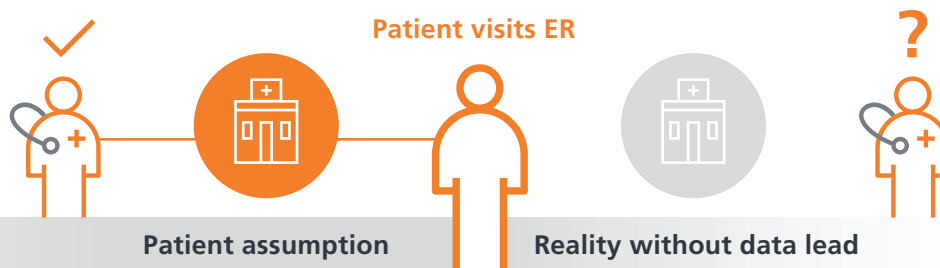 Patient visits ER
?
Patient assumption
Reality without data lead